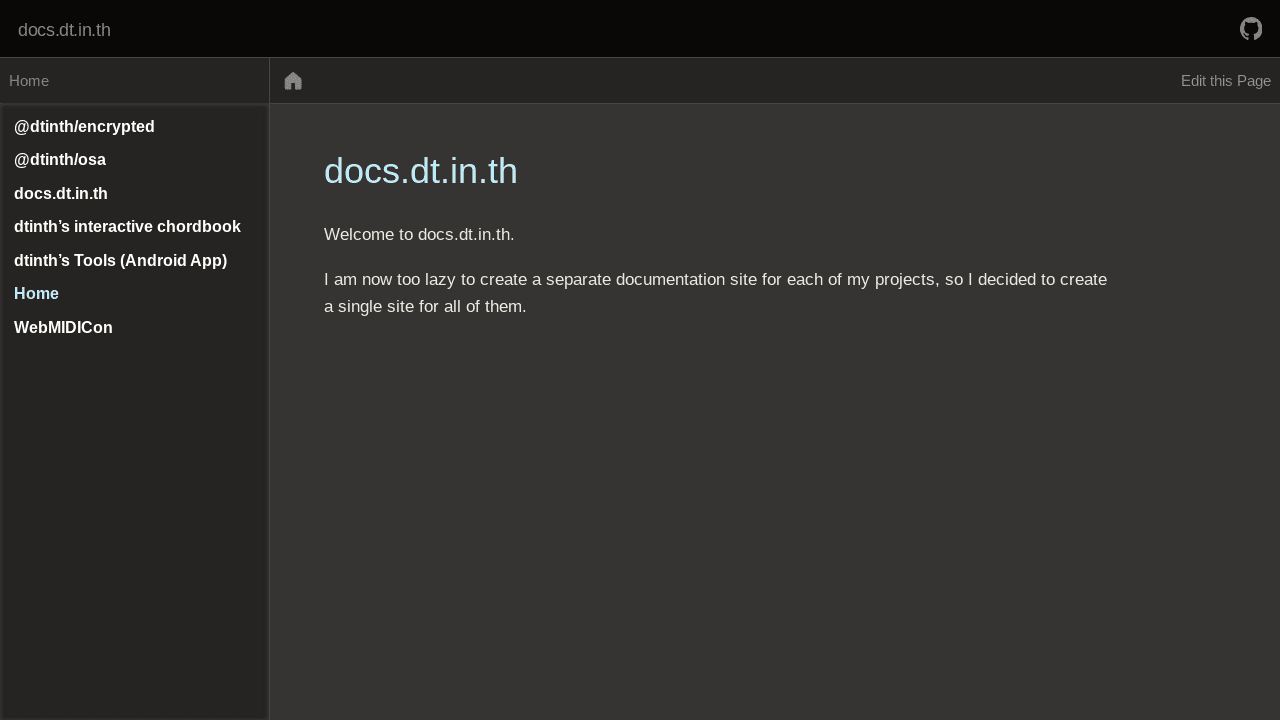 docs.dt.in.th
Home
Edit this Page
@dtinth/encrypted
@dtinth/osa
docs.dt.in.th
dtinth’s interactive chordbook
dtinth’s Tools (Android App)
Home
WebMIDICon
docs.dt.in.th
Welcome to docs.dt.in.th.
I am now too lazy to create a separate documentation site for each of my projects, so I decided to create
a single site for all of them.